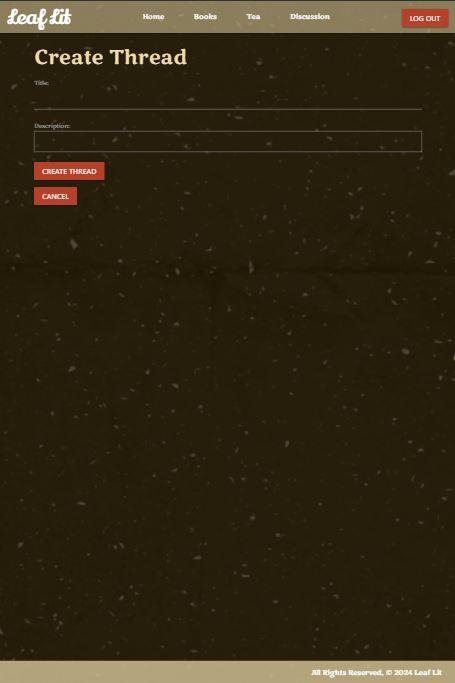 Leaf Lit
Home Books Tea Discussion LOG OUT
Create Thread
Title:
Description:
CREATE THREAD
CANCEL
All Rights Reserved, © 2024 Leaf Lit